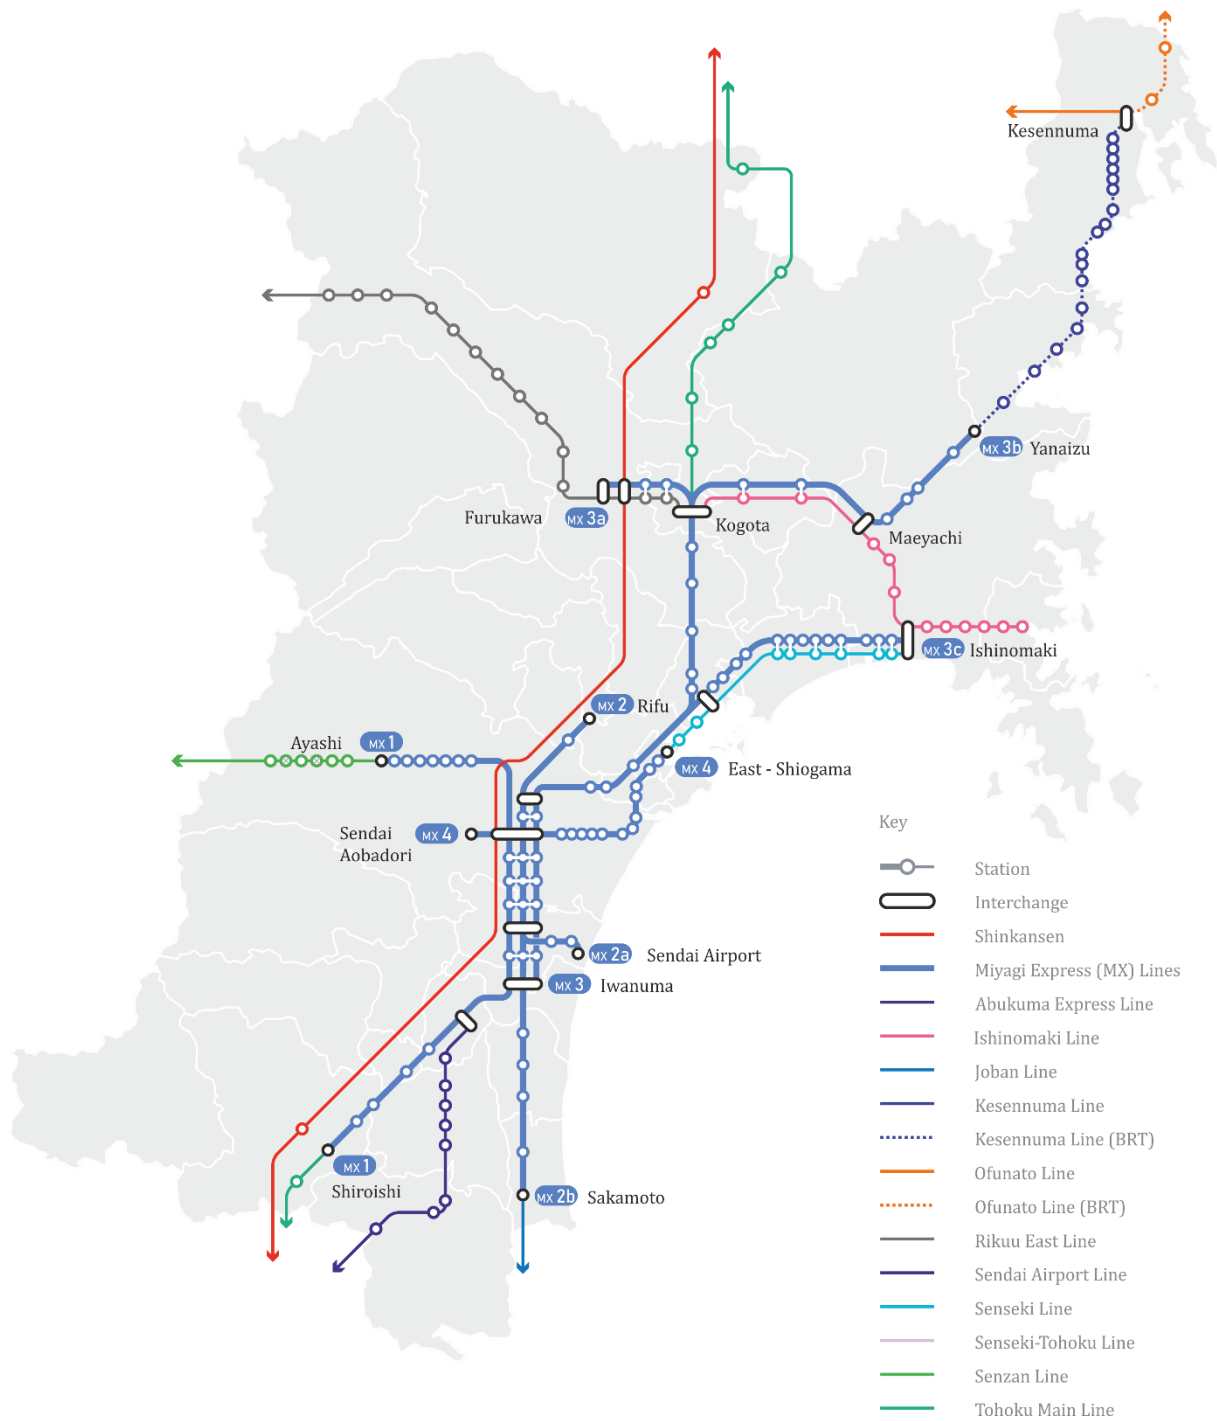 Kesennuma
MX 3b Yanaizu
Furukawa MX 3a
Kogota
Maeyachi
MX 3c Ishinomaki
MX 2 Rifu
Ayashi MX 1
MX 4 East - Shiogama
Sendai
Aobadori
MX 4
MX 2a Sendai Airport
MX 3 Iwanuma
MX 1
Shiroishi
MX 2b Sakamoto
Key
Station
Interchange
Shinkansen
Miyagi Express (MX) Lines
Abukuma Express Line
Ishinomaki Line
Joban Line
Kesennuma Line
Kesennuma Line (BRT)
Ofunato Line
Ofunato Line (BRT)
Rikuu East Line
Sendai Airport Line
Senseki Line
Senseki-Tohoku Line
Senzan Line
Tohoku Main Line